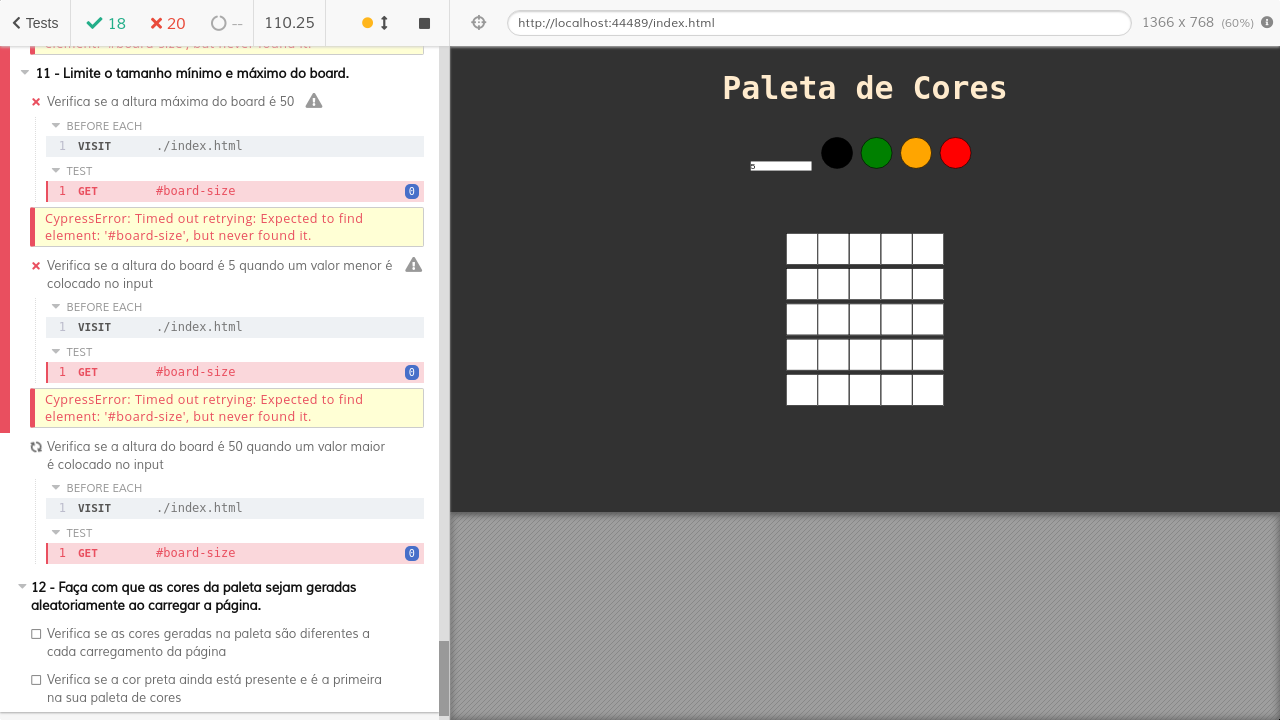 Tests
18
20
--
110.25
http://localhost:44489/index.html
1366 x 768 (60%)
element: '#board-size', but never found it.
11 - Limite o tamanho mínimo e máximo do board.
Verifica se a altura máxima do board é 50
BEFORE EACH
1 VISIT ./index.html
TEST
1 GET #board-size 0
CypressError: Timed out retrying: Expected to find
element: '#board-size', but never found it.
Verifica se a altura do board é 5 quando um valor menor é
colocado no input
BEFORE EACH
1 VISIT ./index.html
TEST
1 GET #board-size 0
CypressError: Timed out retrying: Expected to find
element: '#board-size', but never found it.
Verifica se a altura do board é 50 quando um valor maior
é colocado no input
BEFORE EACH
1 VISIT ./index.html
TEST
1 GET #board-size 0
12 - Faça com que as cores da paleta sejam geradas
aleatoriamente ao carregar a página.
Verifica se as cores geradas na paleta são diferentes a
cada carregamento da página
Verifica se a cor preta ainda está presente e é a primeira
na sua paleta de cores
Paleta de Cores